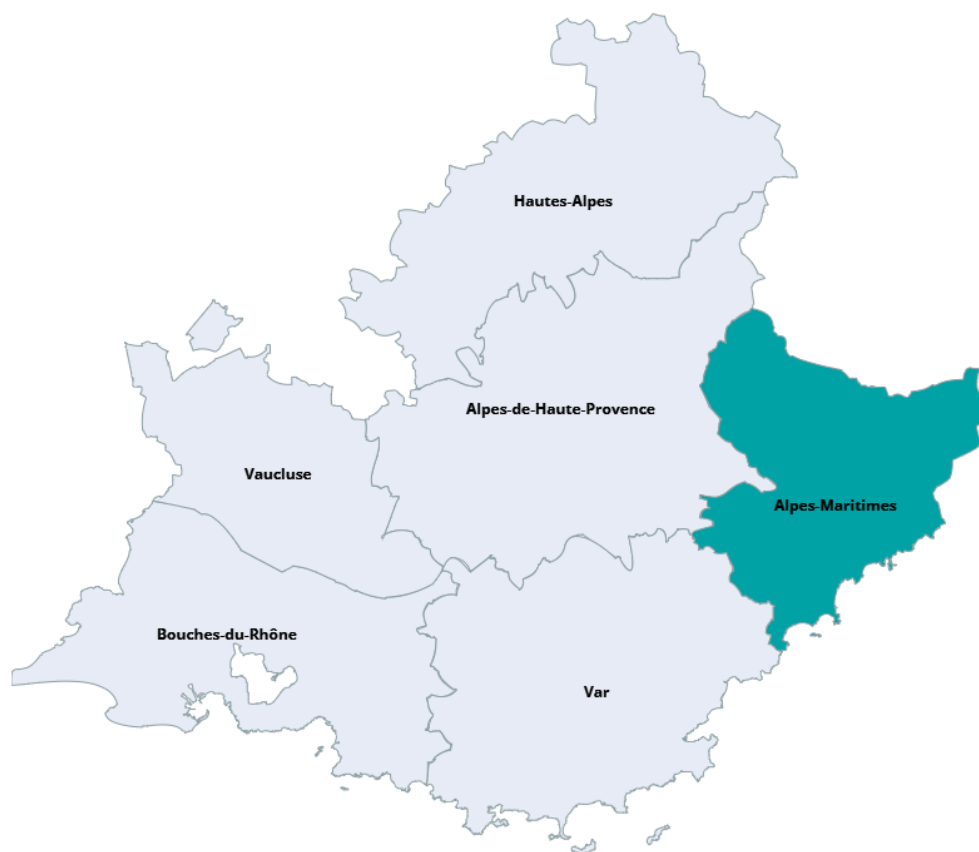 Hautes-Alpes
Alpes-de-Haute-Provence
Vaucluse
Alpes-Maritimes
Bouches-du-Rhône
Var